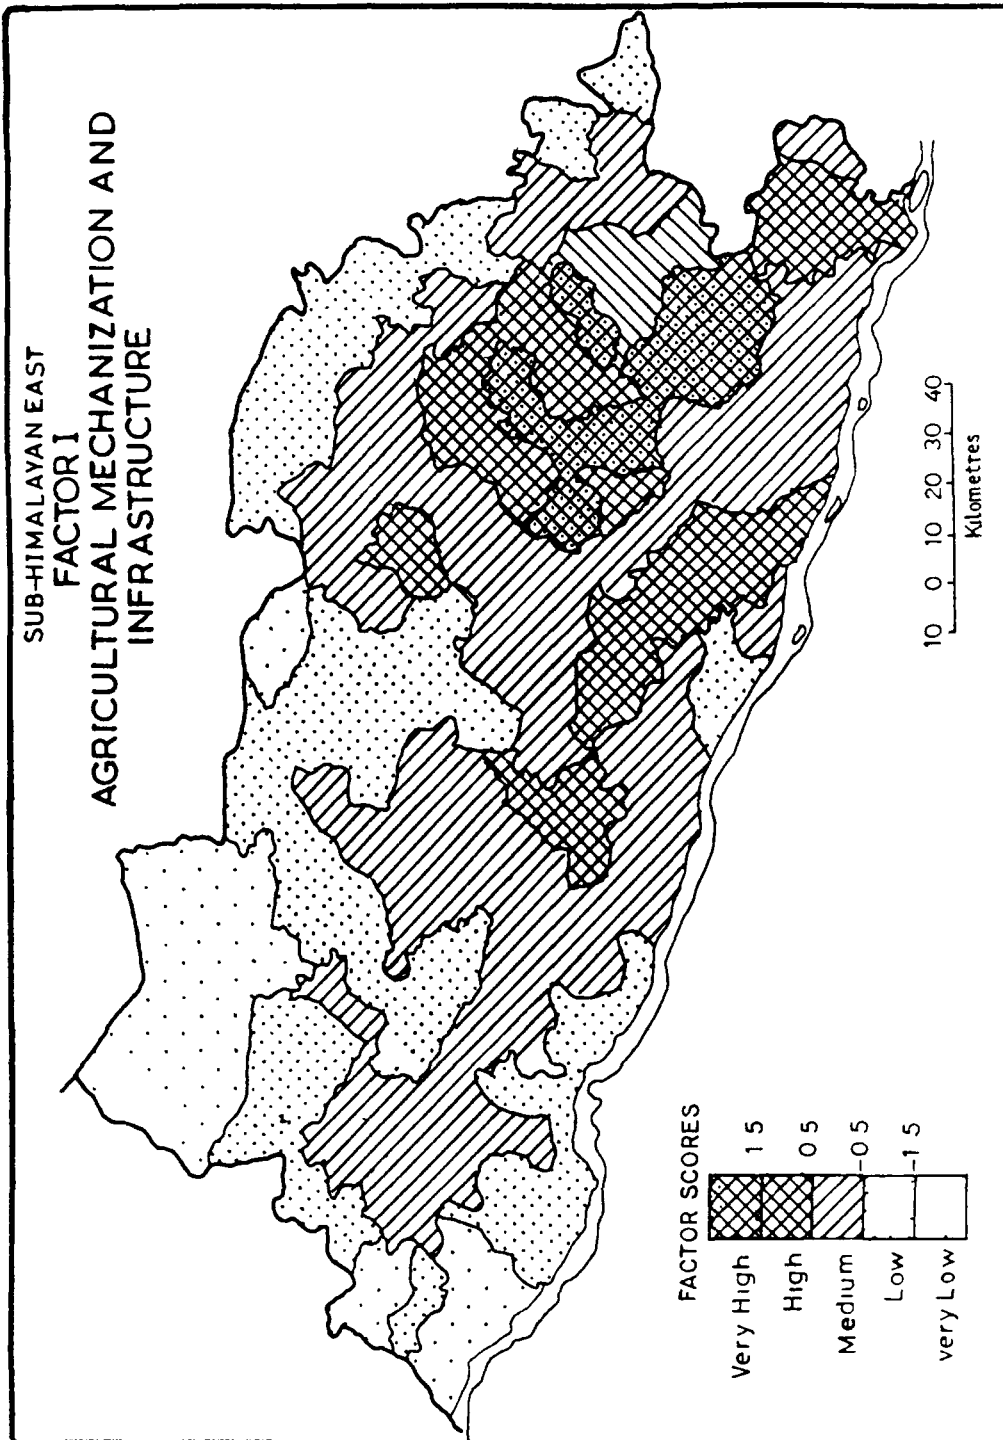 SUB-HIMALAYAN EAST
FACTOR I
AGRICULTURAL MECHANIZATION AND
INFRASTRUCTURE
FACTOR SCORES
Very High
1 5
High
0 5
Medium
-0 5
Low
-1 5
very Low
10 0 10 20 30 40
Kilometres